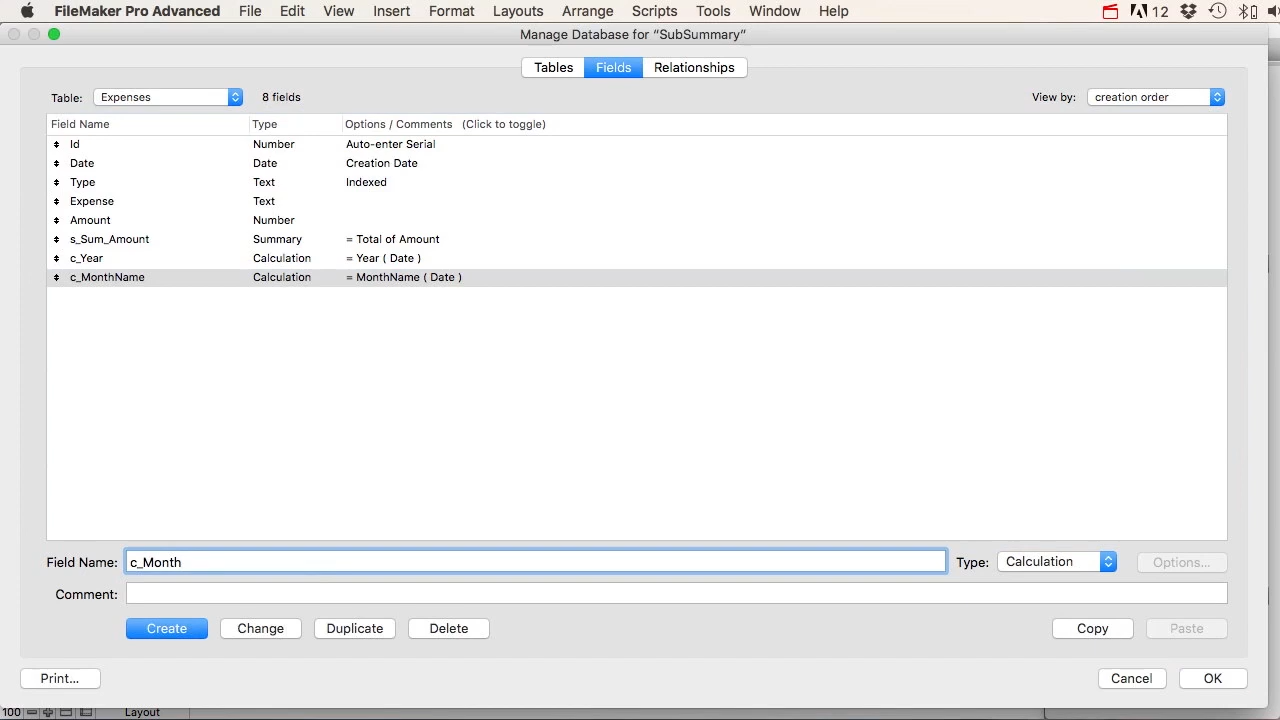 FileMaker Pro Advanced File Edit View Insert Format Layouts Arrange Scripts Tools Window Help 12
Manage Database for “SubSummary”
Tables Fields Relationships
Table: Expenses 8 fields View by: creation order
Field Name Type Options / Comments (Click to toggle)
Id Number Auto-enter Serial
Date Date Creation Date
Type Text Indexed
Expense Text
Amount Number
s_Sum_Amount Summary = Total of Amount
c_Year Calculation = Year ( Date )
c_MonthName Calculation = MonthName ( Date )
Field Name: c_Month Type: Calculation Options...
Comment:
Create Change Duplicate Delete Copy Paste
Print... Cancel OK
100 Layout